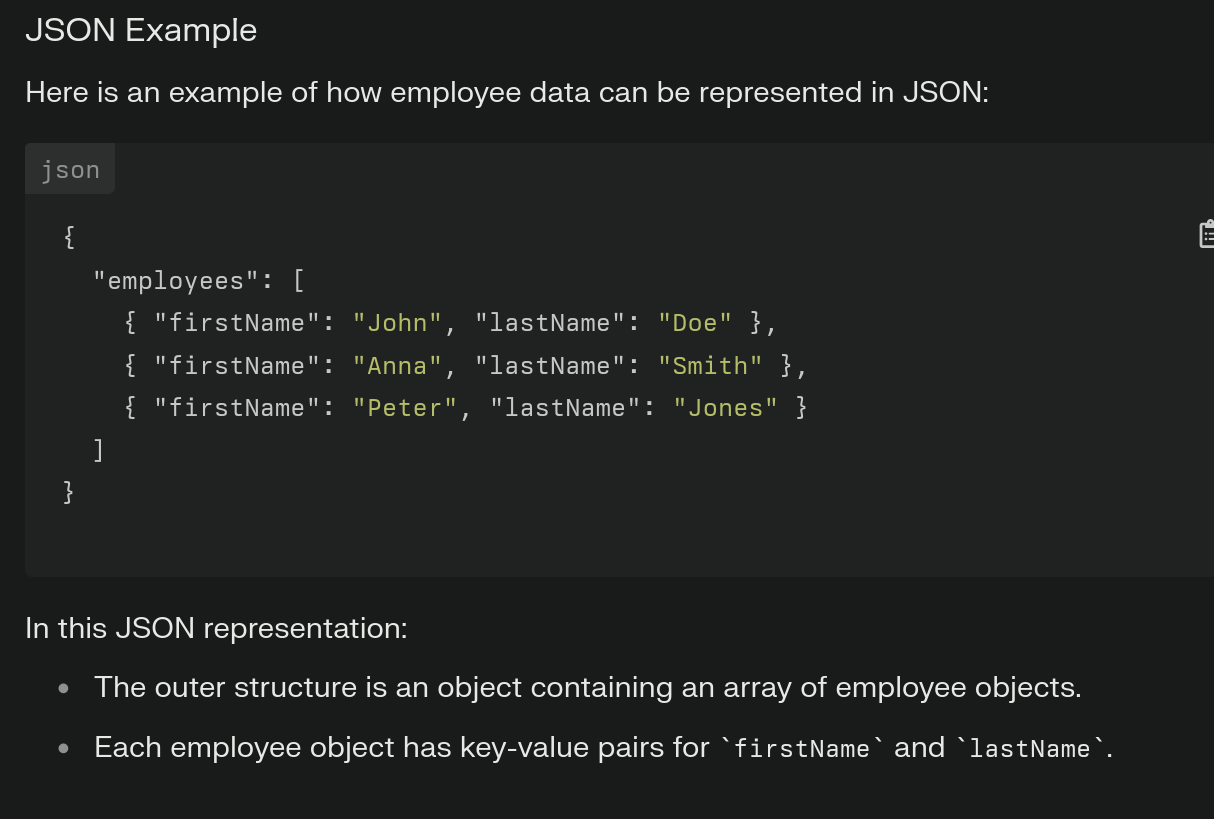 JSON Example
Here is an example of how employee data can be represented in JSON:
json
{
"employees": [
{ "firstName": "John", "lastName": "Doe" },
{ "firstName": "Anna", "lastName": "Smith" },
{ "firstName": "Peter", "lastName": "Jones" }
]
}
In this JSON representation:
• The outer structure is an object containing an array of employee objects.
• Each employee object has key-value pairs for `firstName` and `lastName`.